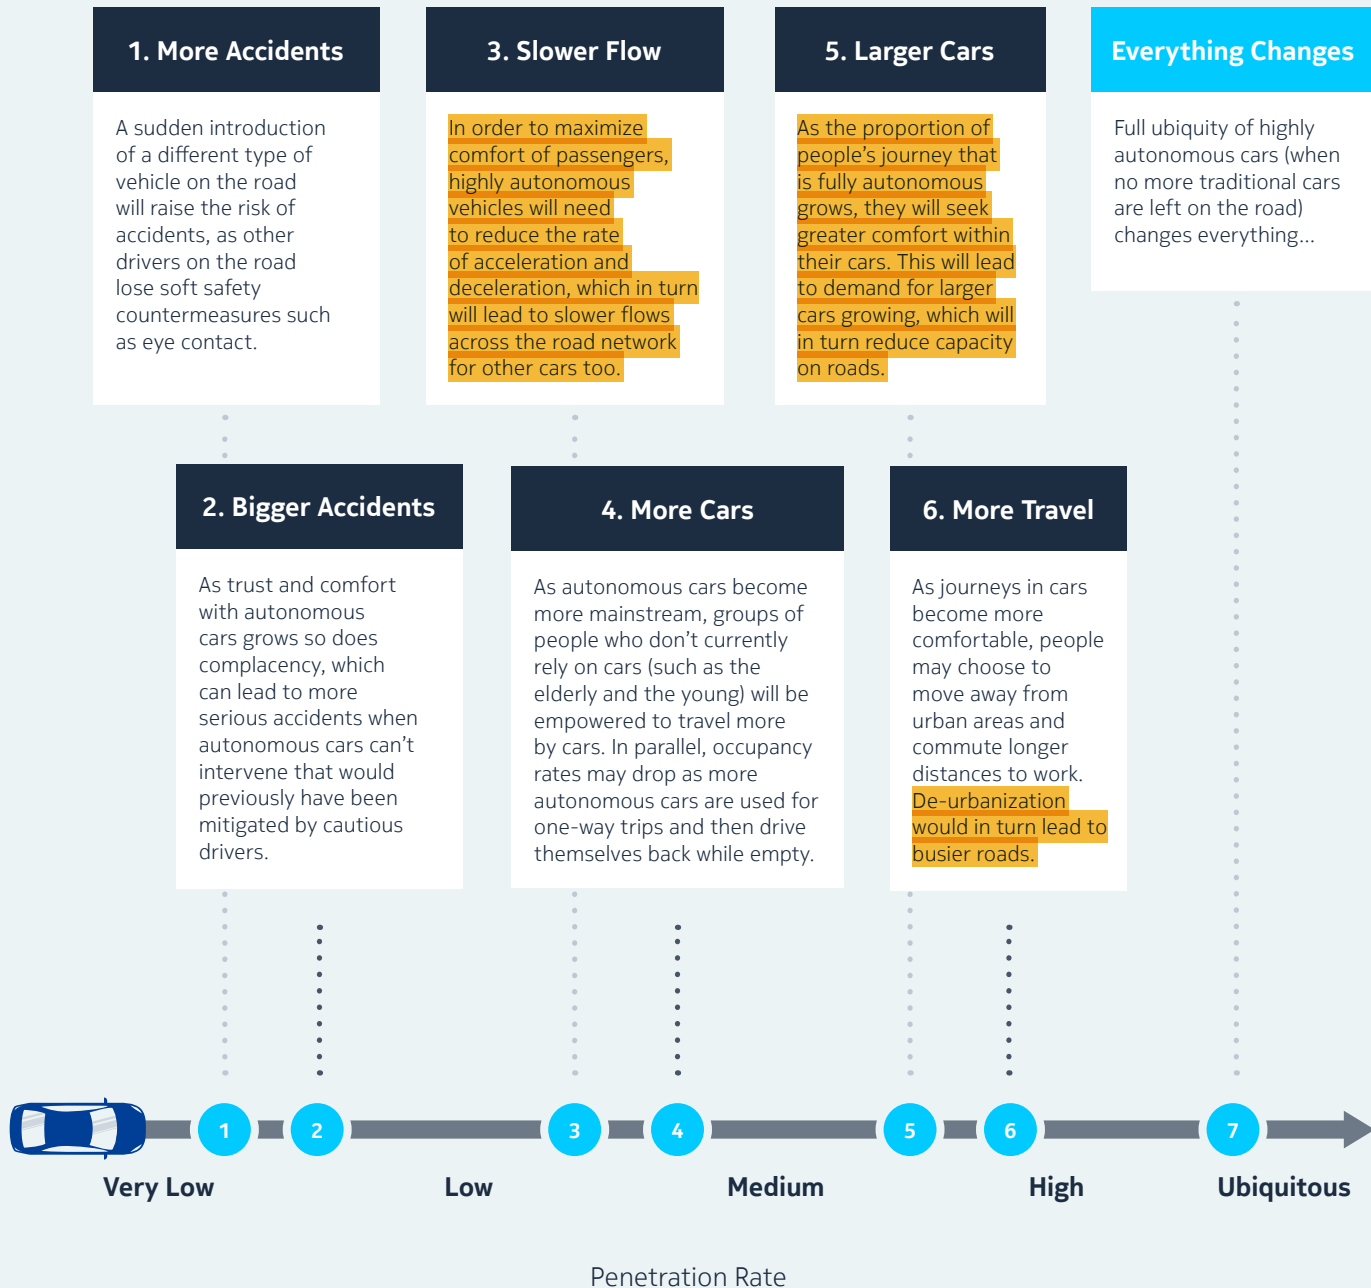 1. More Accidents
A sudden introduction
of a different type of
vehicle on the road
will raise the risk of
accidents, as other
drivers on the road
lose soft safety
countermeasures such
as eye contact.
2. Bigger Accidents
As trust and comfort
with autonomous
cars grows so does
complacency, which
can lead to more
serious accidents when
autonomous cars can't
intervene that would
previously have been
mitigated by cautious
drivers.
3. Slower Flow
In order to maximize
comfort of passengers,
highly autonomous
vehicles will need
to reduce the rate
of acceleration and
deceleration, which in turn
will lead to slower flows
across the road network
for other cars too.
4. More Cars
As autonomous cars become
more mainstream, groups of
people who don't currently
rely on cars (such as the
elderly and the young) will be
empowered to travel more
by cars. In parallel, occupancy
rates may drop as more
autonomous cars are used for
one-way trips and then drive
themselves back while empty.
5. Larger Cars
As the proportion of
people's journey that
is fully autonomous
grows, they will seek
greater comfort within
their cars. This will lead
to demand for larger
cars growing, which will
in turn reduce capacity
on roads.
6. More Travel
As journeys in cars
become more
comfortable, people
may choose to
move away from
urban areas and
commute longer
distances to work.
De-urbanization
would in turn lead to
busier roads.
Everything Changes
Full ubiquity of highly
autonomous cars (when
no more traditional cars
are left on the road)
changes everything...
1 2 3 4 5 6 7
Very Low Low Medium High Ubiquitous
Penetration Rate